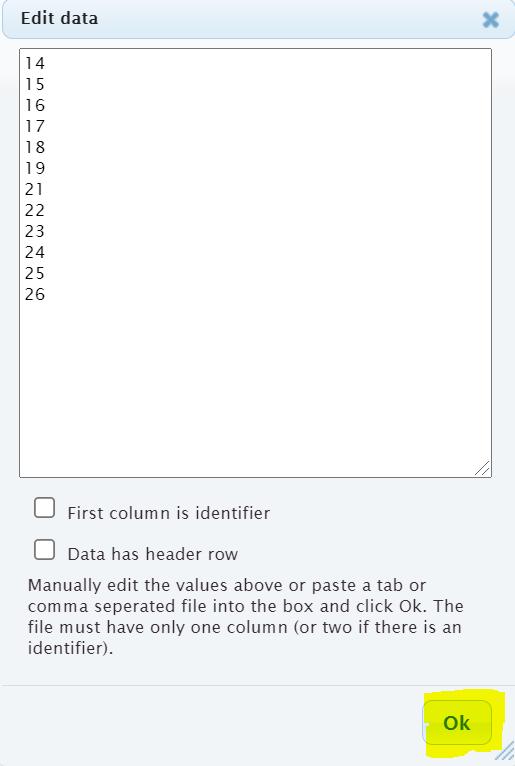 Edit data
14
15
16
17
18
19
21
22
23
24
25
26
First column is identifier
Data has header row
Manually edit the values above or paste a tab or
comma seperated file into the box and click Ok. The
file must have only one column (or two if there is an
identifier).
Ok